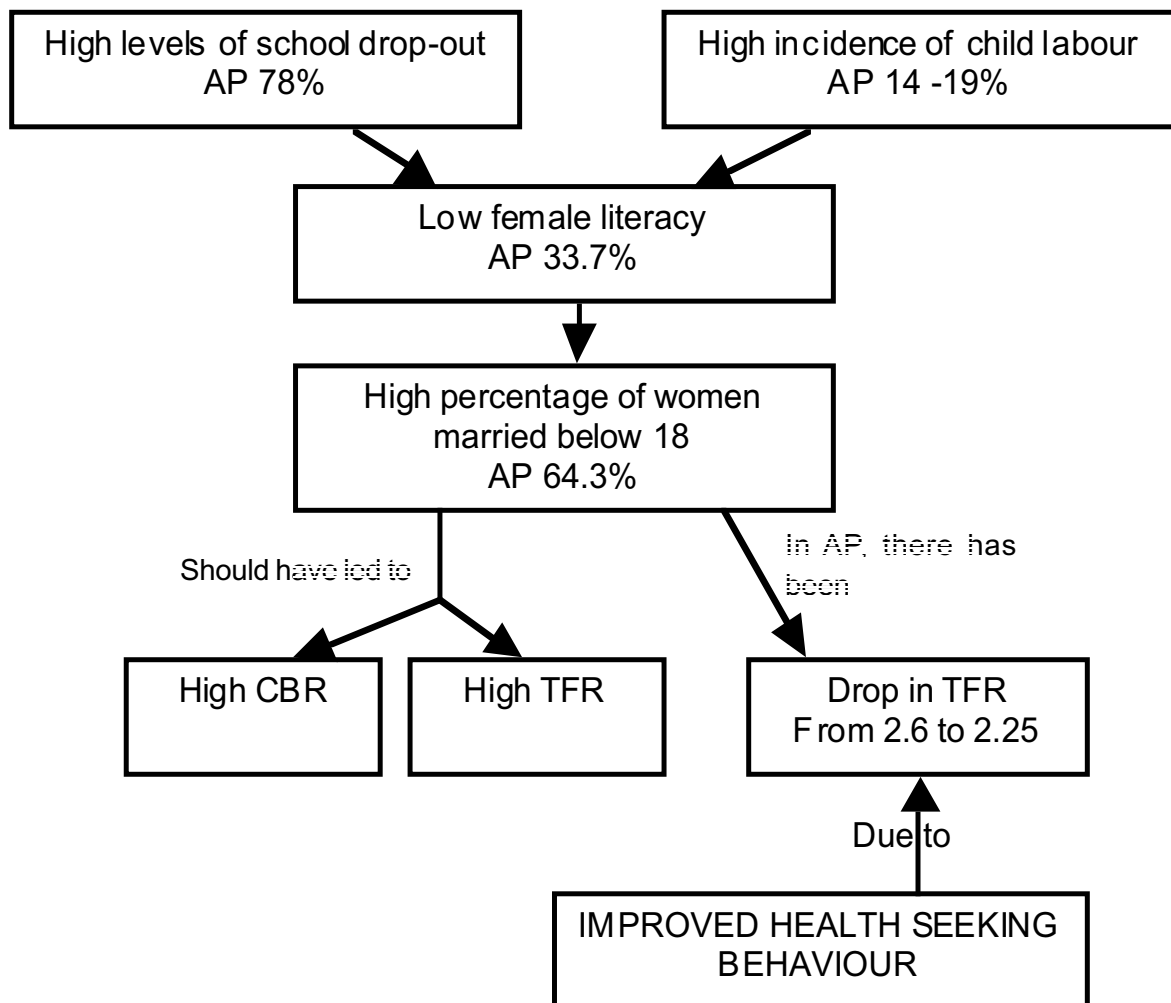 High levels of school drop-out
AP 78%
High incidence of child labour
AP 14 -19%
Low female literacy
AP 33.7%
High percentage of women
married below 18
AP 64.3%
Should have led to
In AP, there has
been
High CBR
High TFR
Drop in TFR
From 2.6 to 2.25
Due to
IMPROVED HEALTH SEEKING
BEHAVIOUR